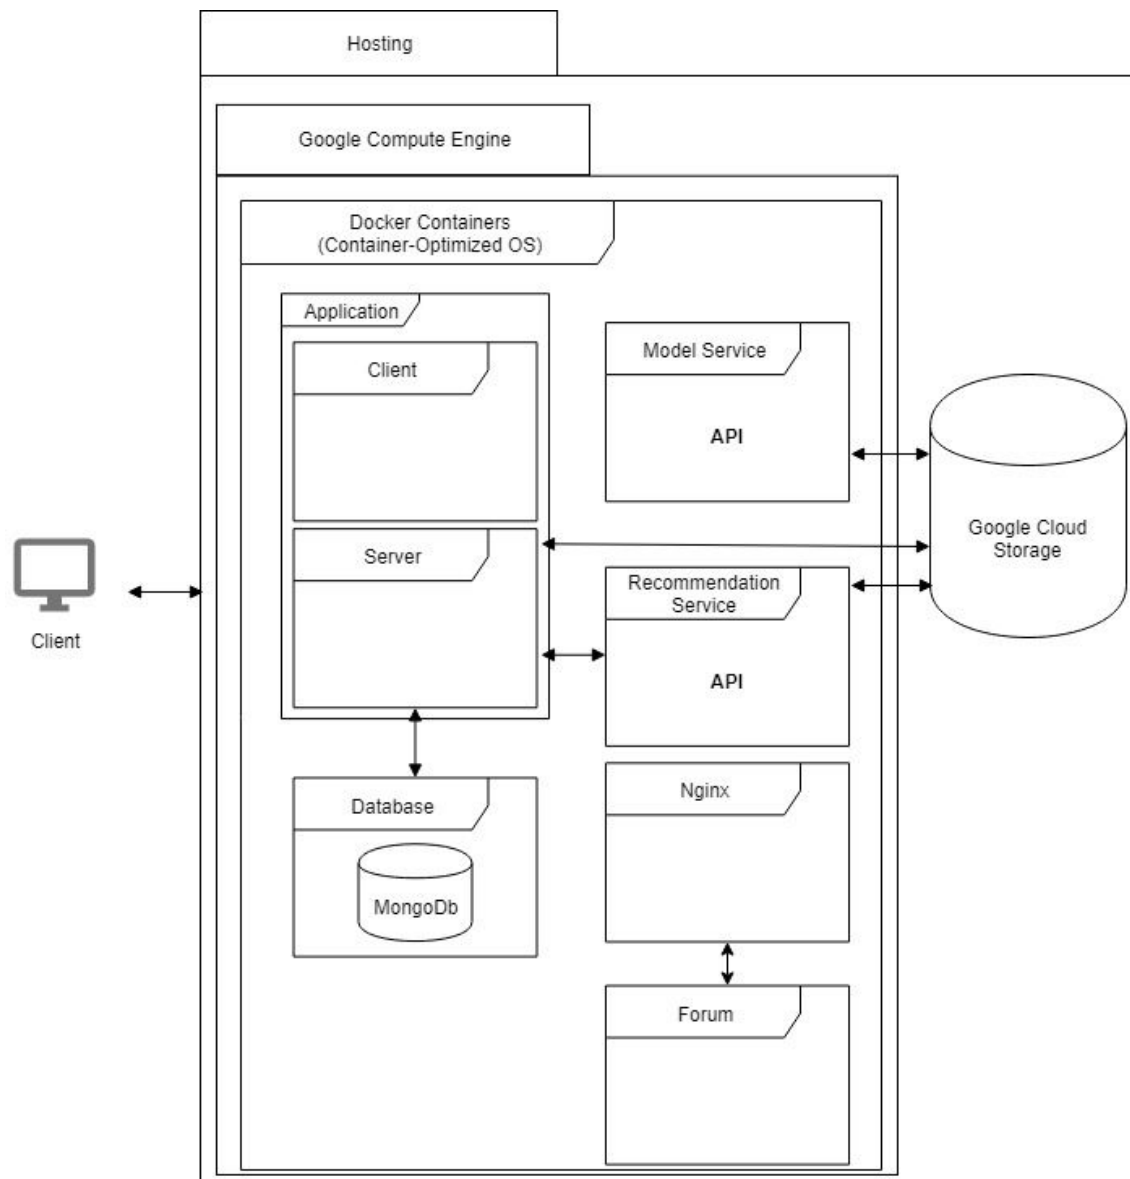 Hosting
Google Compute Engine
Docker Containers
(Container-Optimized OS)
Application
Client
Model Service
API
Google Cloud
Storage
Server
Recommendation
Service
API
Client
Database
MongoDb
Nginx
Forum